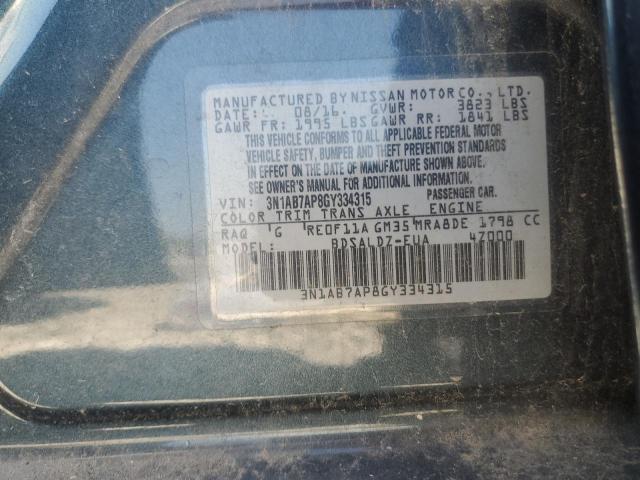 MANUFACTURED BY NISSAN MOTOR CO., LTD.
DATE: 08/16 GVWR: 3823 LBS
GAWR FR: 1995 LBS GAWR RR: 1841 LBS
THIS VEHICLE CONFORMS TO ALL APPLICABLE FEDERAL MOTOR
VEHICLE SAFETY, BUMPER AND THEFT PREVENTION STANDARDS
IN EFFECT ON THE DATE OF MANUFACTURE SHOWN ABOVE.
SEE OWNER'S MANUAL FOR ADDITIONAL INFORMATION.
VIN: 3N1AB7AP8GY334315 PASSENGER CAR.
COLOR TRIM TRANS AXLE ENGINE
RAQ G RE0F11A GM35 MRA8DE 1798 CC
MODEL: BDSALDZ-EUA 4Z000
3N1AB7AP8GY334315